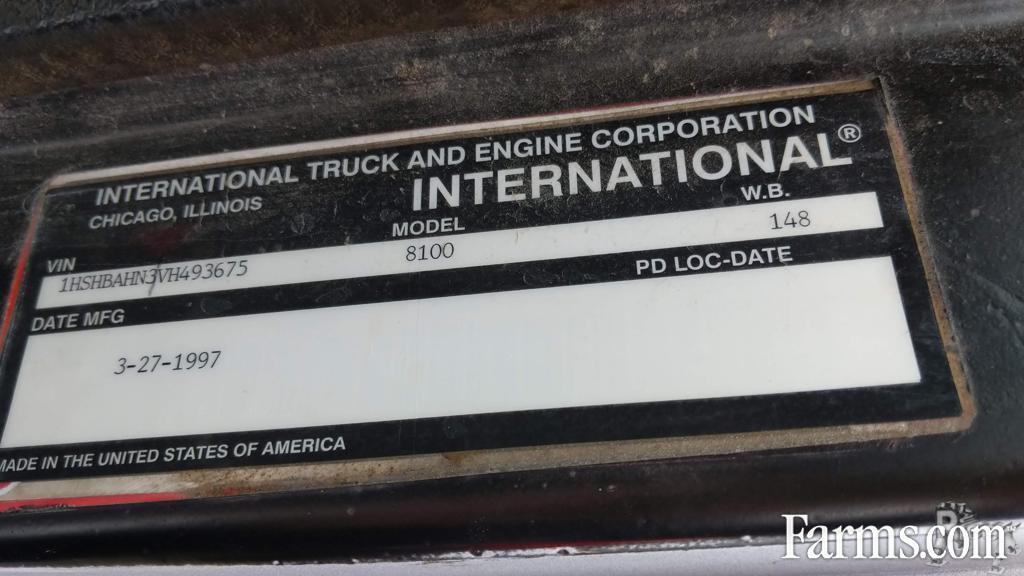 INTERNATIONAL TRUCK AND ENGINE CORPORATION
CHICAGO, ILLINOIS
INTERNATIONAL®
VIN MODEL W.B.
1HSHBAHN3VH493675 8100 148
DATE MFG PD LOC-DATE
3-27-1997
MADE IN THE UNITED STATES OF AMERICA
Farms.com